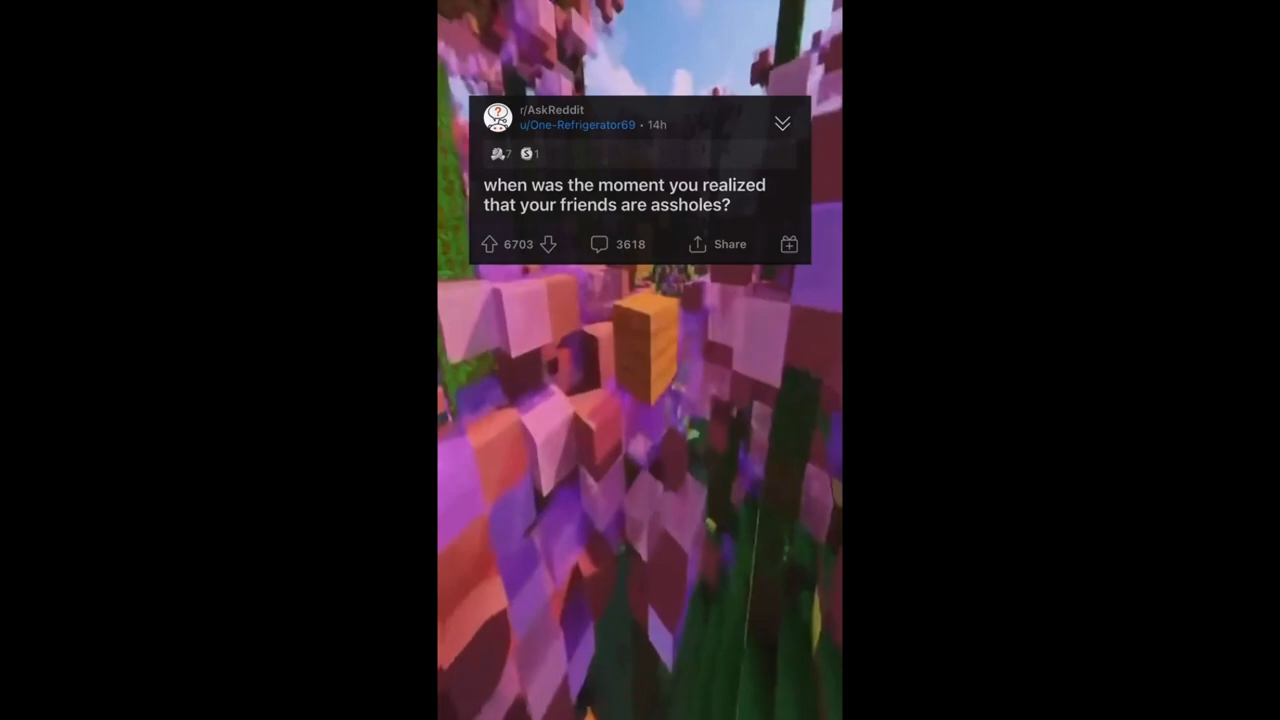 r/AskReddit
u/One-Refrigerator69 • 14h
7 1
when was the moment you realized
that your friends are assholes?
6703 3618 Share